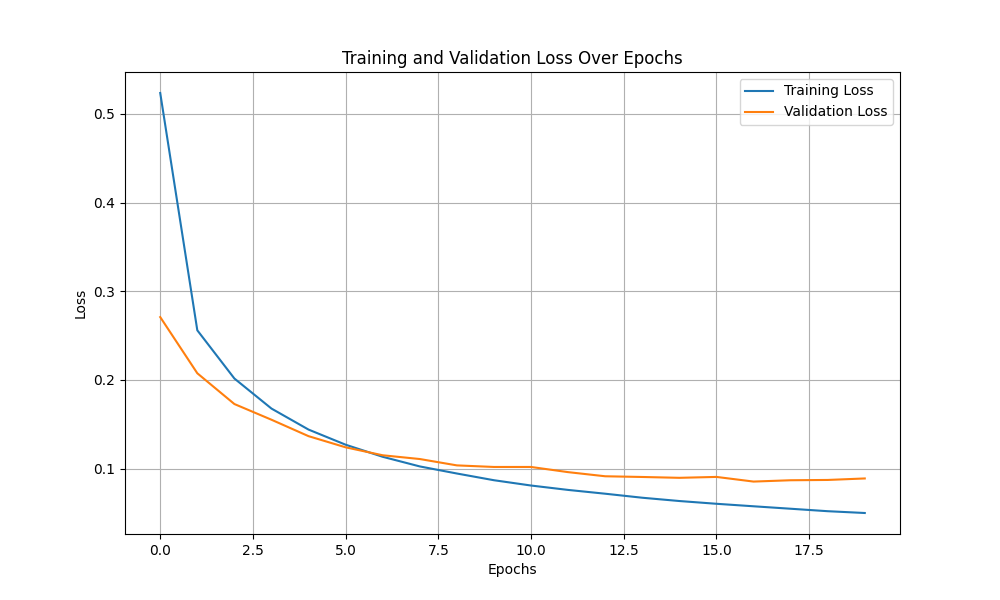 Training and Validation Loss Over Epochs
Training Loss
Validation Loss
Loss
0.5
0.4
0.3
0.2
0.1
0.0 2.5 5.0 7.5 10.0 12.5 15.0 17.5
Epochs